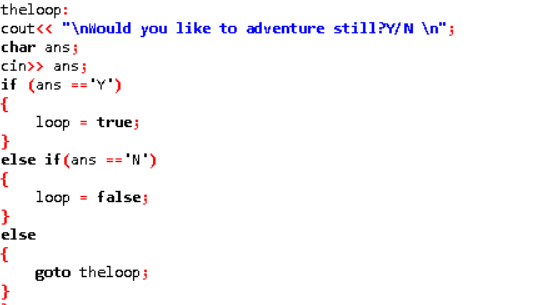 theloop:
cout<< "\nWould you like to adventure still?Y/N \n";
char ans;
cin>> ans;
if (ans =='Y')
{
    loop = true;
}
else if(ans =='N')
{
    loop = false;
}
else
{
    goto theloop;
}